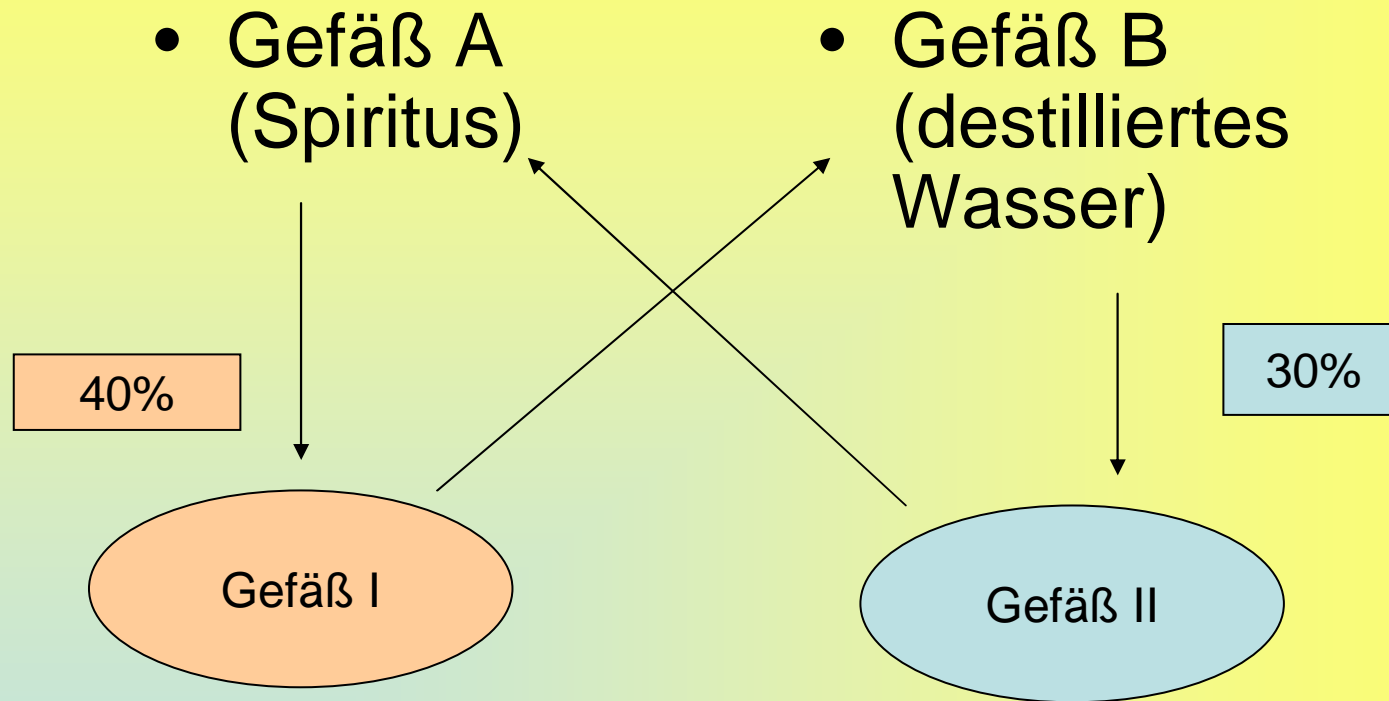 • Gefäß A
(Spiritus)
• Gefäß B
(destilliertes
Wasser)
40%
30%
Gefäß I
Gefäß II